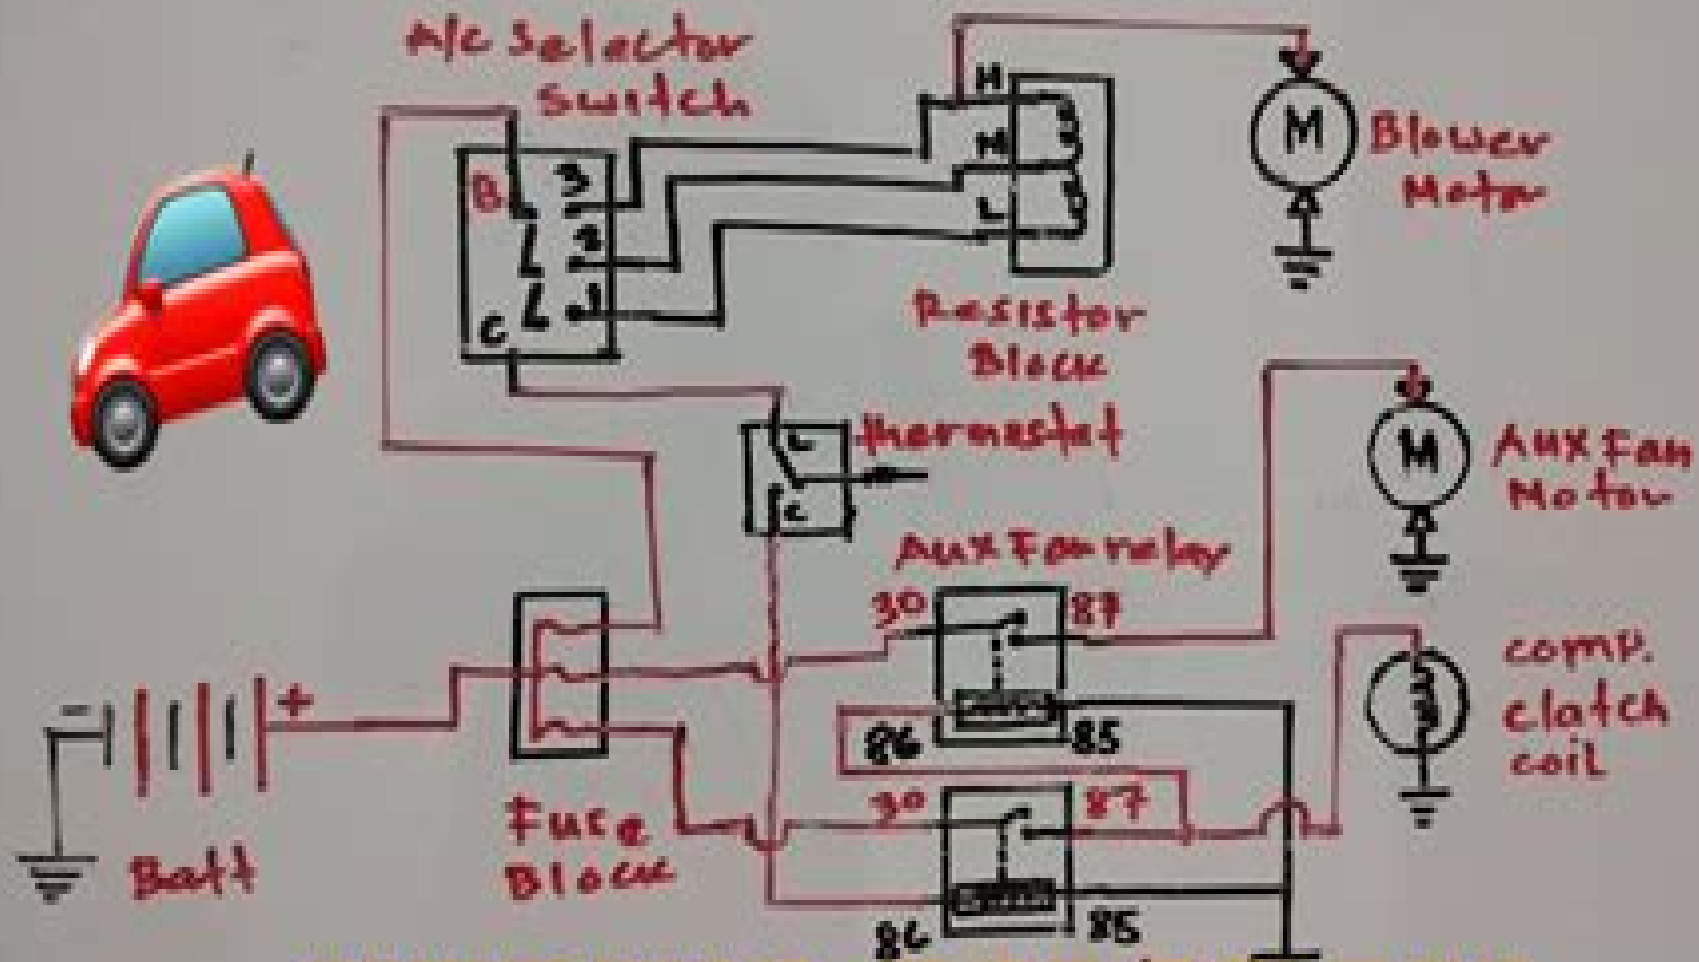 A/c Selector
Switch
B
3
2
1
C
H
M
L
M
Blower
Motor
Resistor
Block
thermostat
L
C
M
Aux Fan
Motor
Aux Fan relay
30
87
86
85
comp.
clatch
coil
-
+
Batt
Fuse
Block
30
87
86
85